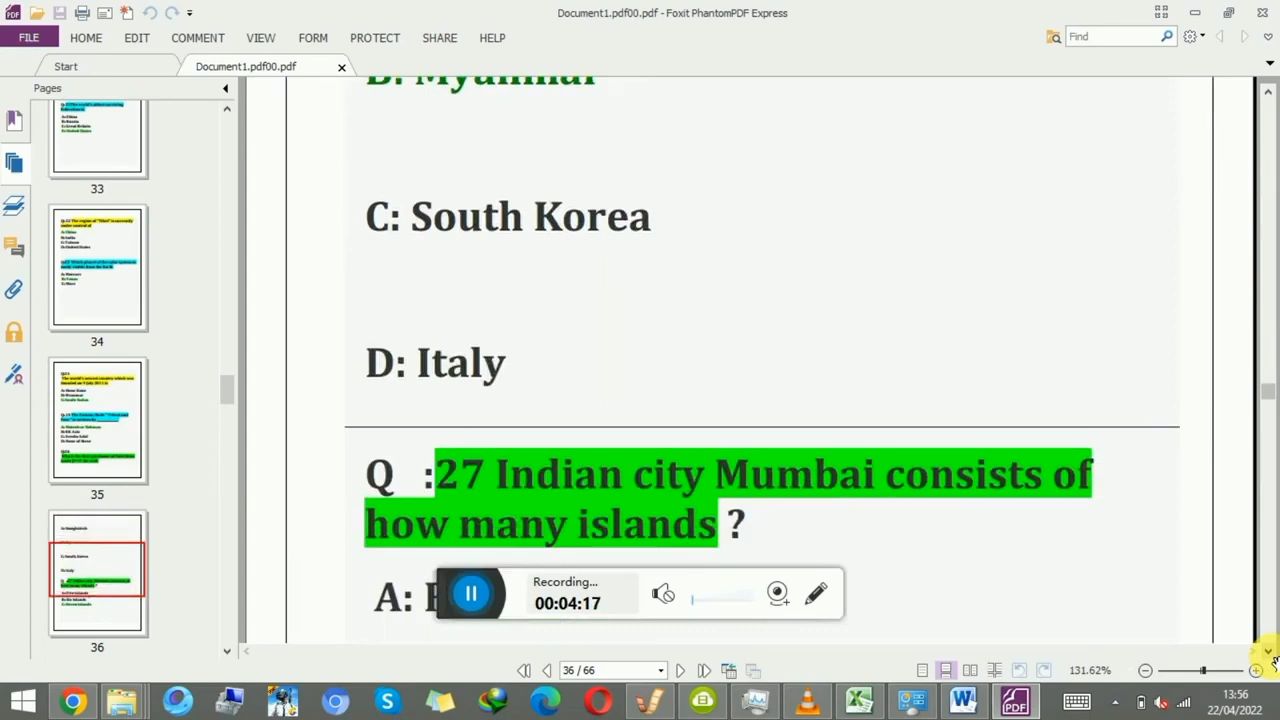 Document1.pdf00.pdf - Foxit PhantomPDF Express
FILE HOME EDIT COMMENT VIEW FORM PROTECT SHARE HELP
Find
Start
Document1.pdf00.pdf
Pages
33
34
35
36
B: Myanmar
C: South Korea
D: Italy
Q :27 Indian city Mumbai consists of
how many islands ?
A:
Recording...
00:04:17
36 / 66
131.62%
13:56
22/04/2022